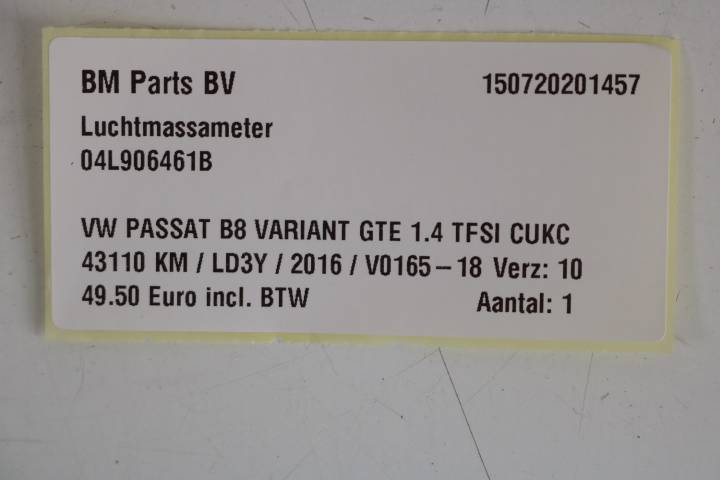 BM Parts BV 150720201457
Luchtmassameter
04L906461B
VW PASSAT B8 VARIANT GTE 1.4 TFSI CUKC
43110 KM / LD3Y / 2016 / V0165-18 Verz: 10
49.50 Euro incl. BTW Aantal: 1